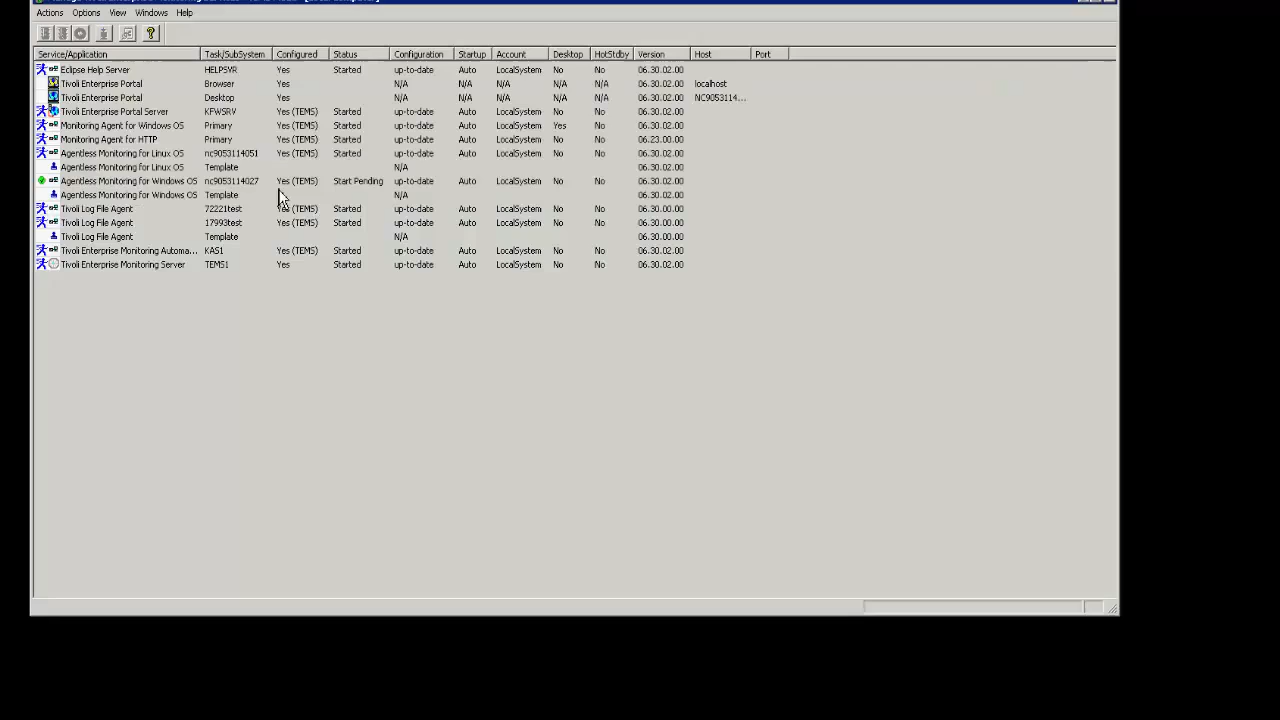 Actions Options View Windows Help
Service/Application Task/SubSystem Configured Status Configuration Startup Account Desktop HotStdby Version Host Port
Eclipse Help Server HELPSVR Yes Started up-to-date Auto LocalSystem No No 06.30.02.00
Tivoli Enterprise Portal Browser Yes N/A N/A N/A N/A N/A 06.30.02.00 localhost
Tivoli Enterprise Portal Desktop Yes N/A N/A N/A N/A N/A 06.30.02.00 NC9053114...
Tivoli Enterprise Portal Server KFWSRV Yes (TEMS) Started up-to-date Auto LocalSystem No No 06.30.02.00
Monitoring Agent for Windows OS Primary Yes (TEMS) Started up-to-date Auto LocalSystem Yes No 06.30.02.00
Monitoring Agent for HTTP Primary Yes (TEMS) Started up-to-date Auto LocalSystem No No 06.23.00.00
Agentless Monitoring for Linux OS nc9053114051 Yes (TEMS) Started up-to-date Auto LocalSystem No No 06.30.02.00
Agentless Monitoring for Linux OS Template N/A 06.30.02.00
Agentless Monitoring for Windows OS nc9053114027 Yes (TEMS) Start Pending up-to-date Auto LocalSystem No No 06.30.02.00
Agentless Monitoring for Windows OS Template N/A 06.30.02.00
Tivoli Log File Agent 72221test Yes (TEMS) Started up-to-date Auto LocalSystem No No 06.30.00.00
Tivoli Log File Agent 17993test Yes (TEMS) Started up-to-date Auto LocalSystem No No 06.30.00.00
Tivoli Log File Agent Template N/A 06.30.00.00
Tivoli Enterprise Monitoring Automa... KAS1 Yes (TEMS) Started up-to-date Auto LocalSystem No No 06.30.02.00
Tivoli Enterprise Monitoring Server TEMS1 Yes Started up-to-date Auto LocalSystem No No 06.30.02.00